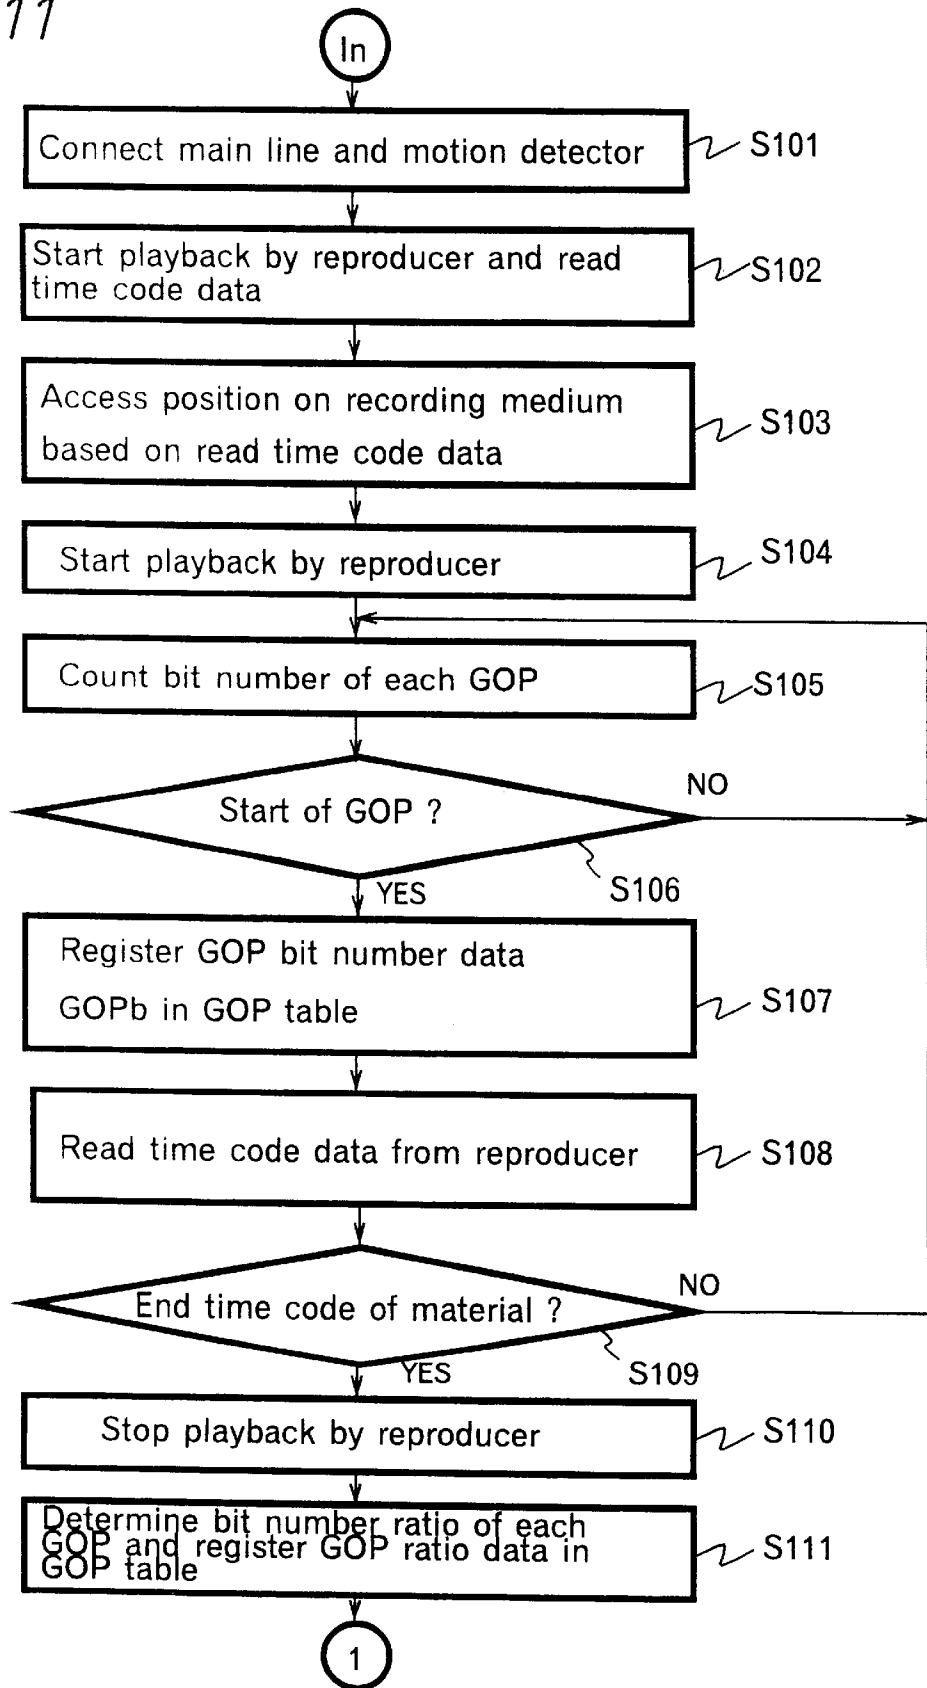 11
In
Connect main line and motion detector
S101
Start playback by reproducer and read
time code data
S102
Access position on recording medium
based on read time code data
S103
Start playback by reproducer
S104
Count bit number of each GOP
S105
Start of GOP ?
NO
S106
YES
Register GOP bit number data
GOPb in GOP table
S107
Read time code data from reproducer
S108
End time code of material ?
NO
S109
YES
Stop playback by reproducer
S110
Determine bit number ratio of each
GOP and register GOP ratio data in
GOP table
S111
1